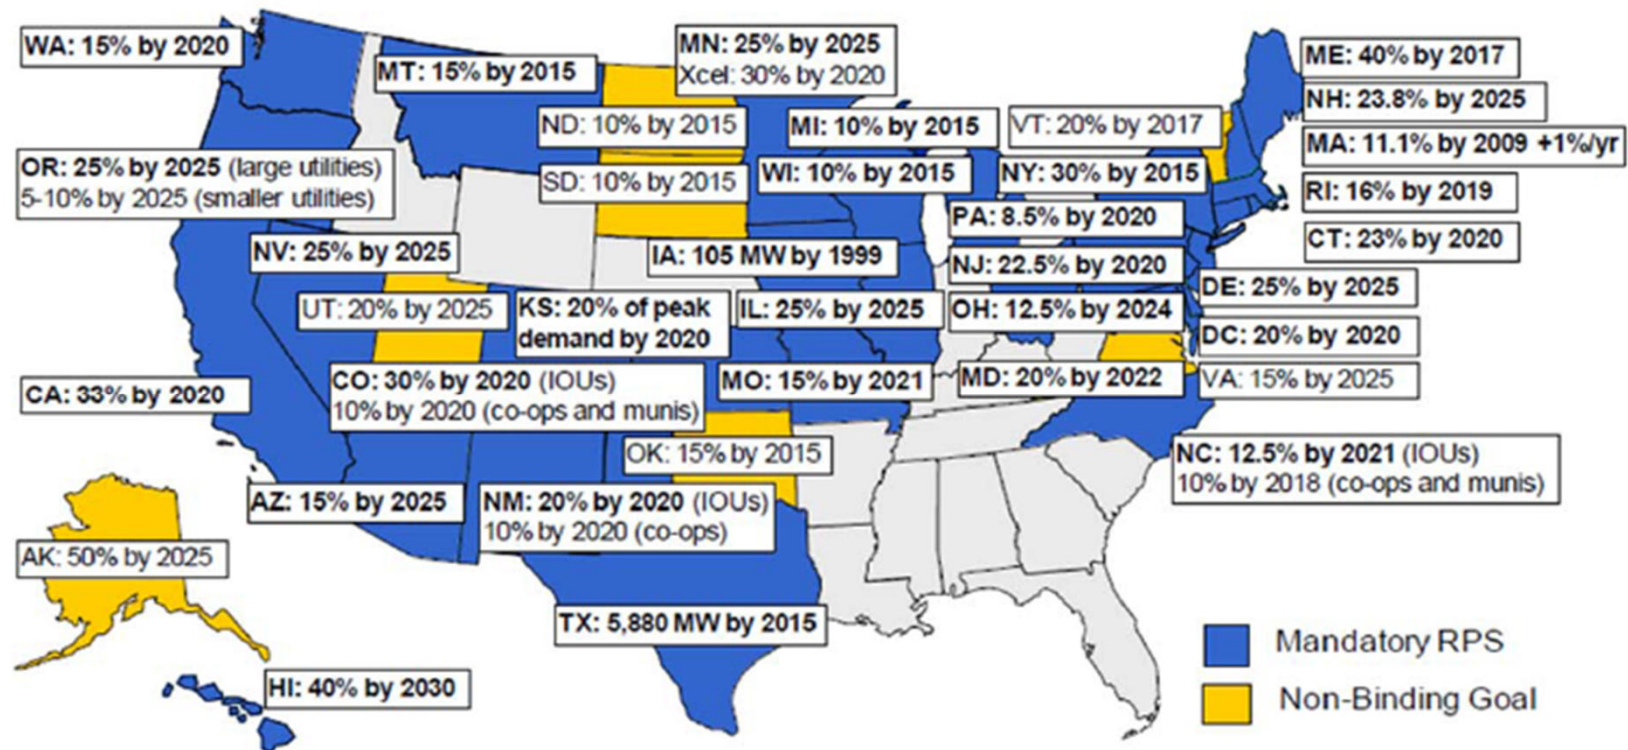 WA: 15% by 2020
MT: 15% by 2015
MN: 25% by 2025
Xcel: 30% by 2020
ME: 40% by 2017
NH: 23.8% by 2025
ND: 10% by 2015
MI: 10% by 2015
VT: 20% by 2017
MA: 11.1% by 2009 +1%/yr
OR: 25% by 2025 (large utilities)
5-10% by 2025 (smaller utilities)
SD: 10% by 2015
WI: 10% by 2015
NY: 30% by 2015
RI: 16% by 2019
PA: 8.5% by 2020
CT: 23% by 2020
NV: 25% by 2025
IA: 105 MW by 1999
NJ: 22.5% by 2020
DE: 25% by 2025
UT: 20% by 2025
KS: 20% of peak
demand by 2020
IL: 25% by 2025
OH: 12.5% by 2024
DC: 20% by 2020
CA: 33% by 2020
CO: 30% by 2020 (IOUs)
10% by 2020 (co-ops and munis)
MO: 15% by 2021
MD: 20% by 2022
VA: 15% by 2025
OK: 15% by 2015
NC: 12.5% by 2021 (IOUs)
10% by 2018 (co-ops and munis)
AZ: 15% by 2025
NM: 20% by 2020 (IOUs)
10% by 2020 (co-ops)
AK: 50% by 2025
TX: 5,880 MW by 2015
HI: 40% by 2030
Mandatory RPS
Non-Binding Goal